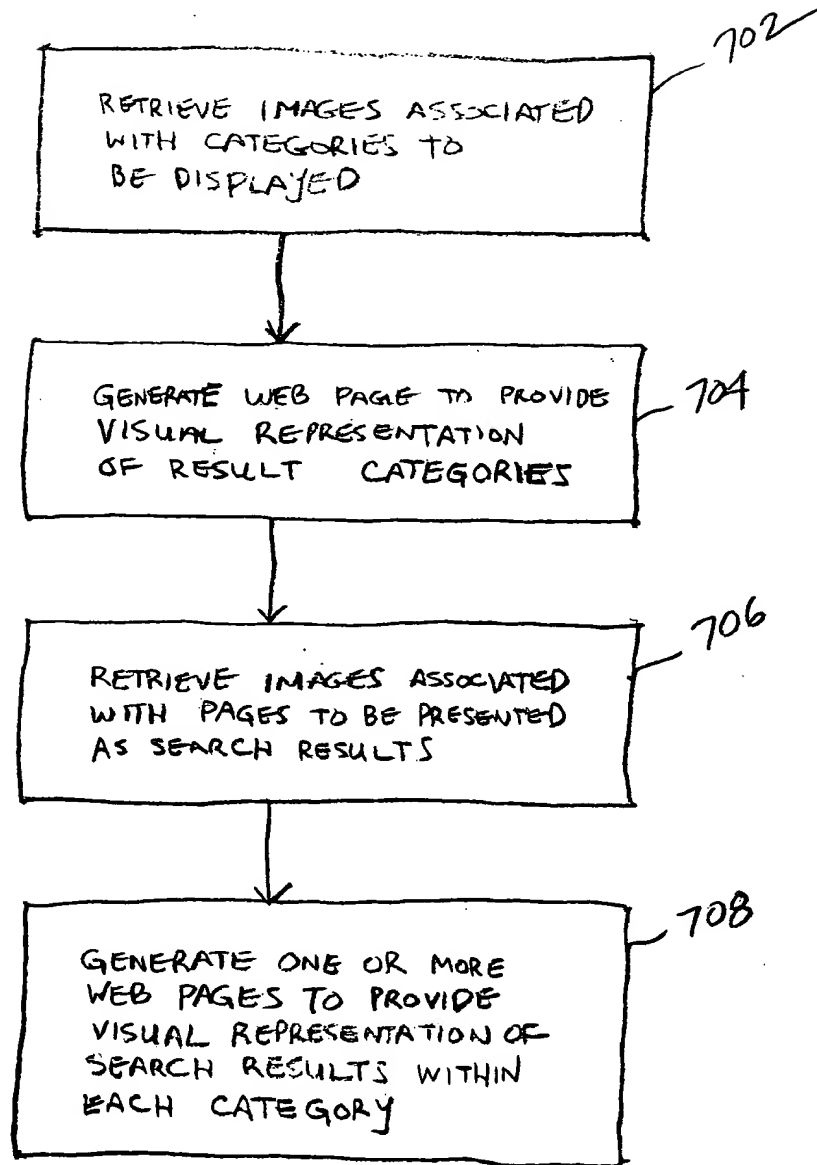 702
RETRIEVE IMAGES ASSOCIATED
WITH CATEGORIES TO
BE DISPLAYED
704
GENERATE WEB PAGE TO PROVIDE
VISUAL REPRESENTATION
OF RESULT CATEGORIES
706
RETRIEVE IMAGES ASSOCIATED
WITH PAGES TO BE PRESENTED
AS SEARCH RESULTS
708
GENERATE ONE OR MORE
WEB PAGES TO PROVIDE
VISUAL REPRESENTATION OF
SEARCH RESULTS WITHIN
EACH CATEGORY